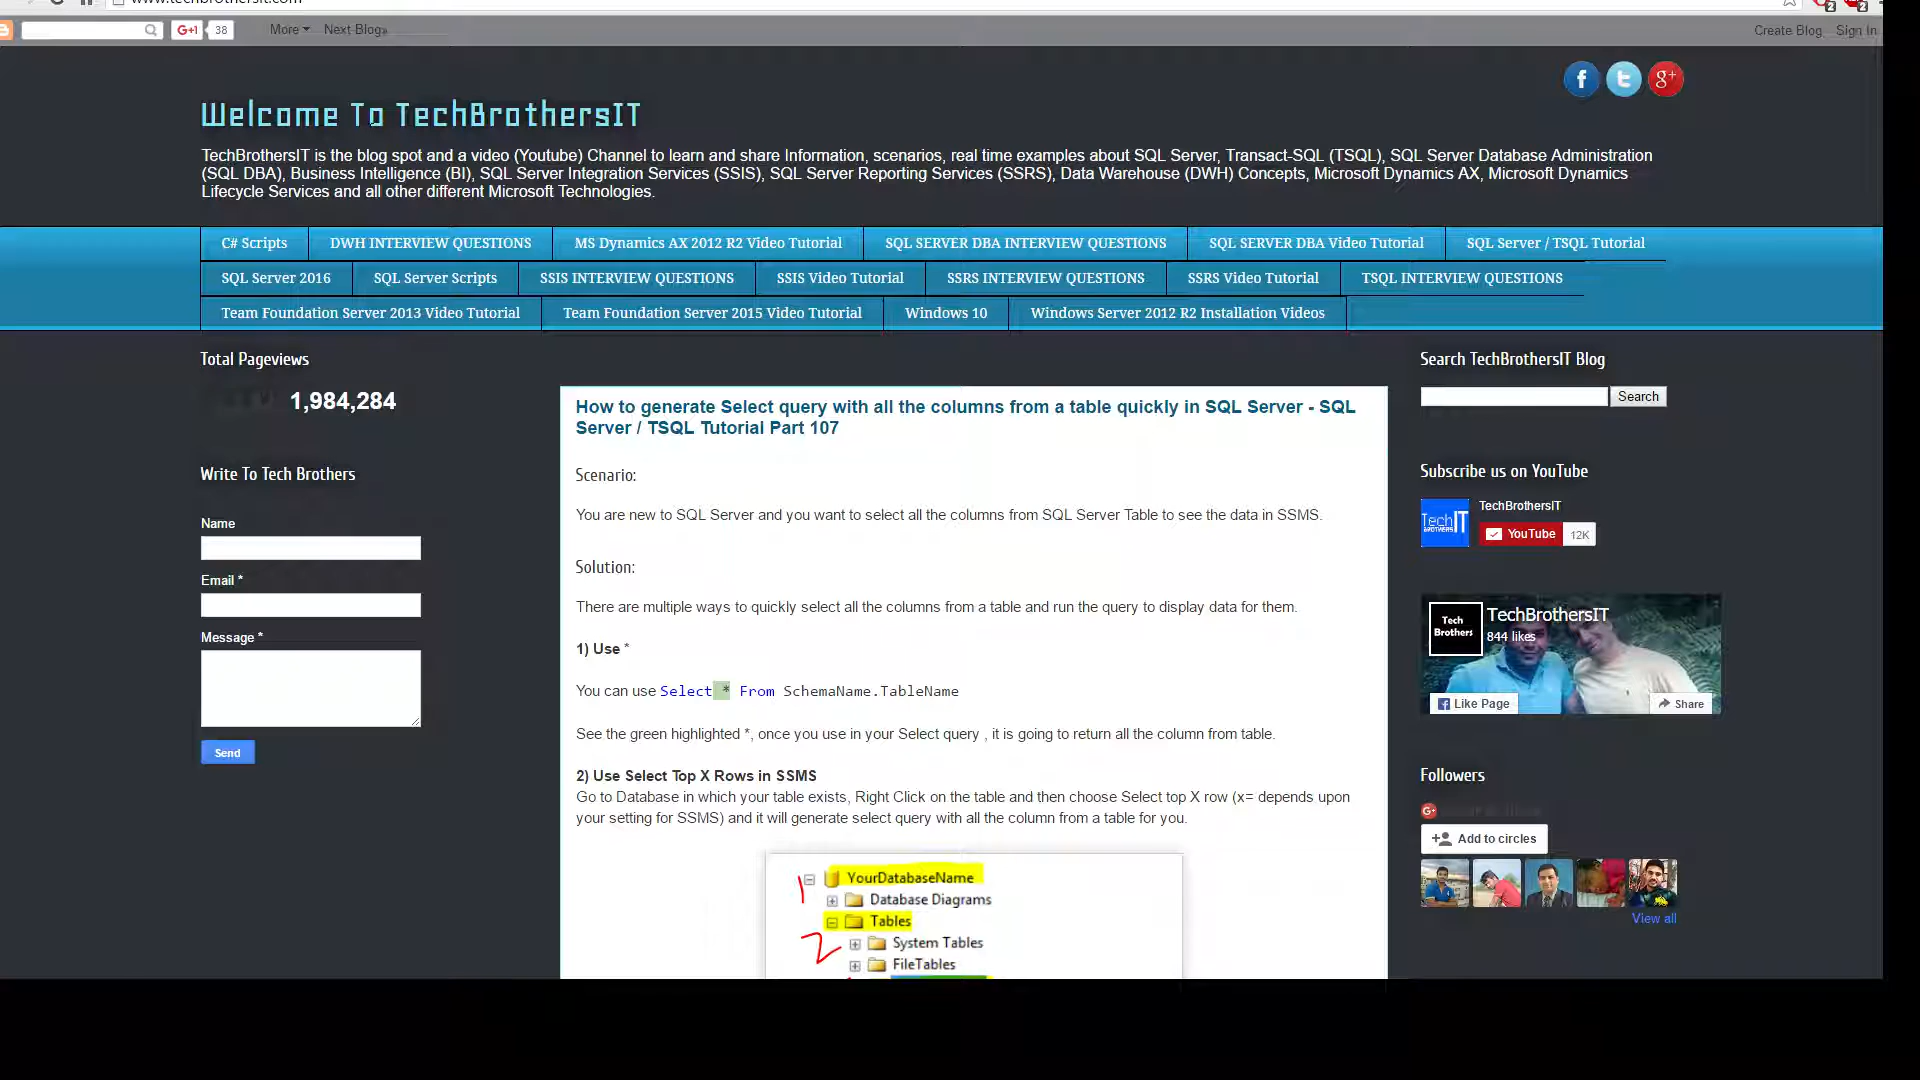 38
More
Next Blog»
Create Blog
Sign In
Welcome To TechBrothersIT
TechBrothersIT is the blog spot and a video (Youtube) Channel to learn and share Information, scenarios, real time examples about SQL Server, Transact-SQL (TSQL), SQL Server Database Administration
(SQL DBA), Business Intelligence (BI), SQL Server Integration Services (SSIS), SQL Server Reporting Services (SSRS), Data Warehouse (DWH) Concepts, Microsoft Dynamics AX, Microsoft Dynamics
Lifecycle Services and all other different Microsoft Technologies.
C# Scripts
DWH INTERVIEW QUESTIONS
MS Dynamics AX 2012 R2 Video Tutorial
SQL SERVER DBA INTERVIEW QUESTIONS
SQL SERVER DBA Video Tutorial
SQL Server / TSQL Tutorial
SQL Server 2016
SQL Server Scripts
SSIS INTERVIEW QUESTIONS
SSIS Video Tutorial
SSRS INTERVIEW QUESTIONS
SSRS Video Tutorial
TSQL INTERVIEW QUESTIONS
Team Foundation Server 2013 Video Tutorial
Team Foundation Server 2015 Video Tutorial
Windows 10
Windows Server 2012 R2 Installation Videos
Total Pageviews
1,984,284
Write To Tech Brothers
Name
Email *
Message *
Send
How to generate Select query with all the columns from a table quickly in SQL Server - SQL
Server / TSQL Tutorial Part 107
Scenario:
You are new to SQL Server and you want to select all the columns from SQL Server Table to see the data in SSMS.
Solution:
There are multiple ways to quickly select all the columns from a table and run the query to display data for them.
1) Use *
You can use Select * From SchemaName.TableName
See the green highlighted *, once you use in your Select query , it is going to return all the column from table.
2) Use Select Top X Rows in SSMS
Go to Database in which your table exists, Right Click on the table and then choose Select top X row (x= depends upon
your setting for SSMS) and it will generate select query with all the column from a table for you.
1
YourDatabaseName
Database Diagrams
Tables
2
System Tables
FileTables
Search TechBrothersIT Blog
Search
Subscribe us on YouTube
Tech IT
BROTHERS
TechBrothersIT
YouTube
12K
Tech
Brothers
TechBrothersIT
844 likes
Like Page
Share
Followers
Add to circles
View all